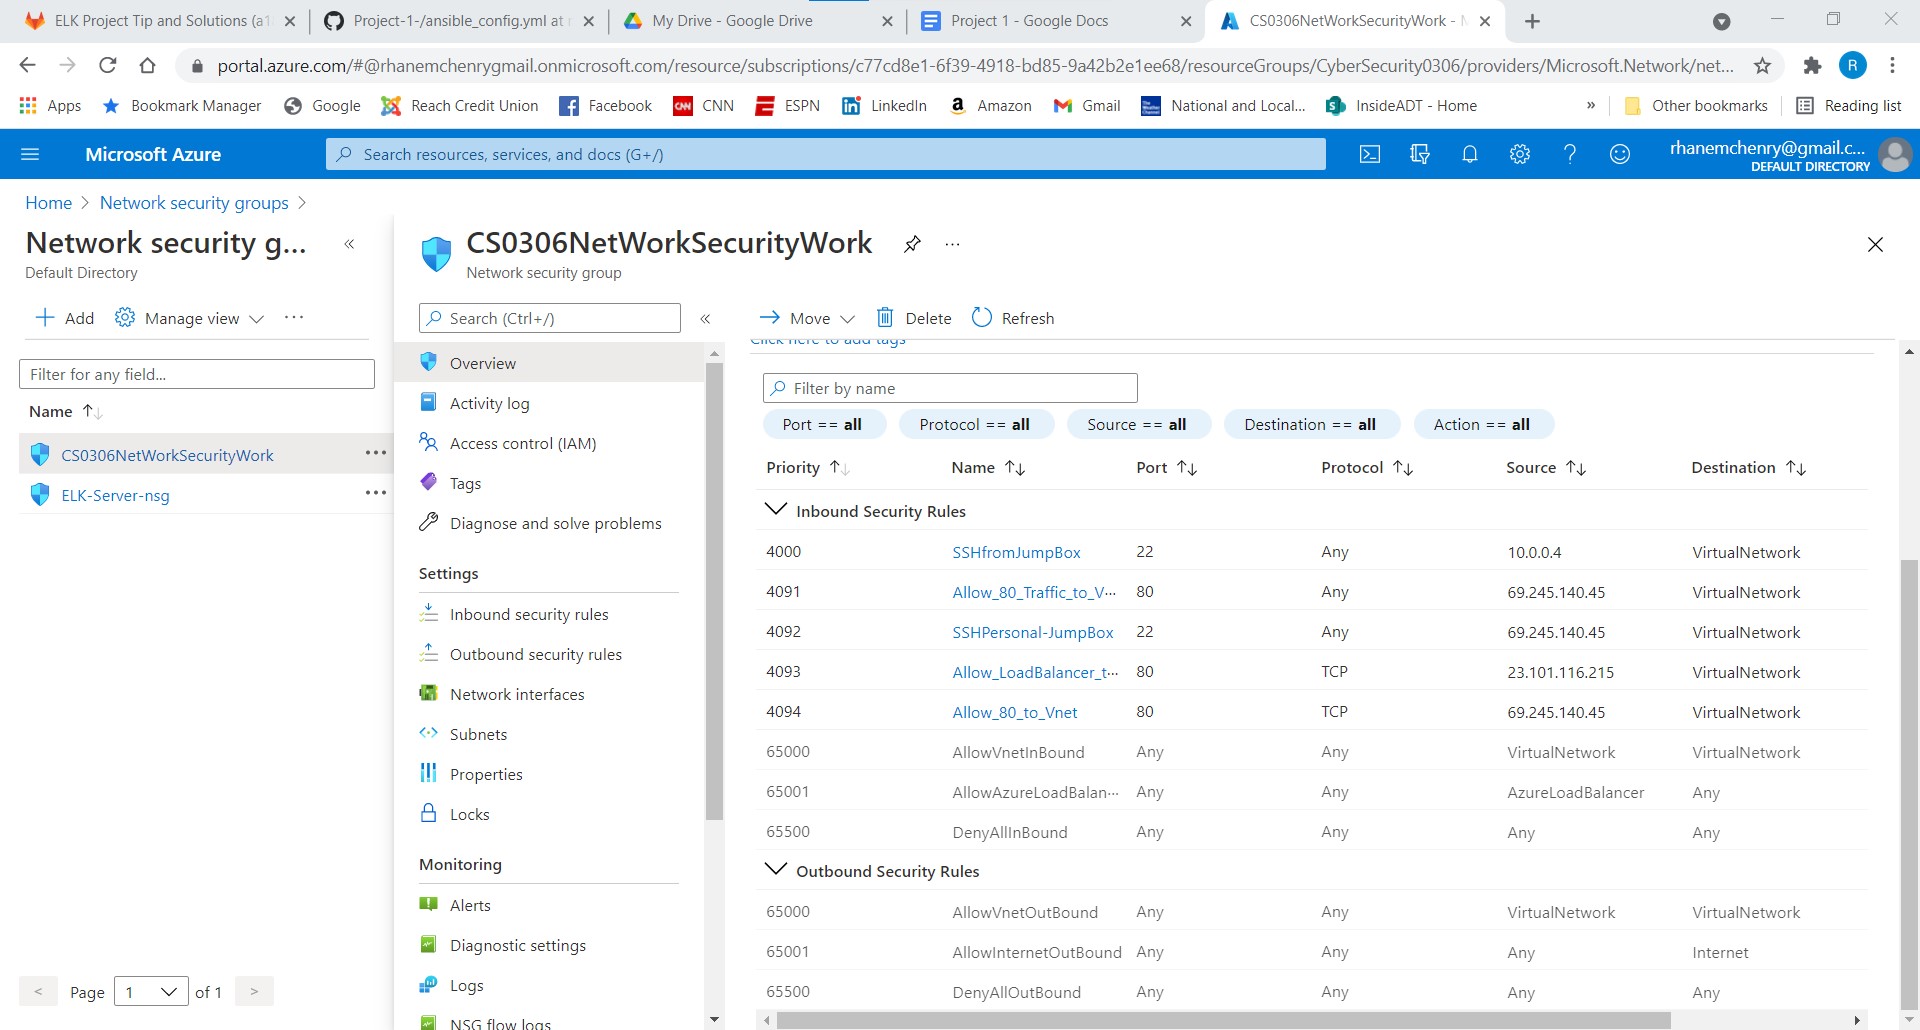 ELK Project Tip and Solutions (a1
Project-1-/ansible_config.yml at
My Drive - Google Drive
Project 1 - Google Docs
CS0306NetWorkSecurityWork -
portal.azure.com/#@rhanemchenrygmail.onmicrosoft.com/resource/subscriptions/c77cd8e1-6f39-4918-bd85-9a42b2e1ee68/resourceGroups/CyberSecurity0306/providers/Microsoft.Network/net...
R
Apps Bookmark Manager Google Reach Credit Union Facebook CNN ESPN LinkedIn Amazon Gmail National and Local... InsideADT - Home » Other bookmarks Reading list
Microsoft Azure
Search resources, services, and docs (G+/)
rhanemchenry@gmail.c...
DEFAULT DIRECTORY
Home > Network security groups >
Network security g...
Default Directory
«
CS0306NetWorkSecurityWork
Network security group
Add Manage view ...
Filter for any field...
Name ↑↓
CS0306NetWorkSecurityWork
ELK-Server-nsg
< Page 1 of 1 >
Search (Ctrl+/)
«
Overview
Activity log
Access control (IAM)
Tags
Diagnose and solve problems
Settings
Inbound security rules
Outbound security rules
Network interfaces
Subnets
Properties
Locks
Monitoring
Alerts
Diagnostic settings
Logs
NSG flow logs
Move Delete Refresh
Click here to add tags
Filter by name
Port == all Protocol == all Source == all Destination == all Action == all
Priority ↑↓ Name ↑↓ Port ↑↓ Protocol ↑↓ Source ↑↓ Destination ↑↓
Inbound Security Rules
4000 SSHfromJumpBox 22 Any 10.0.0.4 VirtualNetwork
4091 Allow_80_Traffic_to_V... 80 Any 69.245.140.45 VirtualNetwork
4092 SSHPersonal-JumpBox 22 Any 69.245.140.45 VirtualNetwork
4093 Allow_LoadBalancer_t... 80 TCP 23.101.116.215 VirtualNetwork
4094 Allow_80_to_Vnet 80 TCP 69.245.140.45 VirtualNetwork
65000 AllowVnetInBound Any Any VirtualNetwork VirtualNetwork
65001 AllowAzureLoadBalan... Any Any AzureLoadBalancer Any
65500 DenyAllInBound Any Any Any Any
Outbound Security Rules
65000 AllowVnetOutBound Any Any VirtualNetwork VirtualNetwork
65001 AllowInternetOutBound Any Any Any Internet
65500 DenyAllOutBound Any Any Any Any